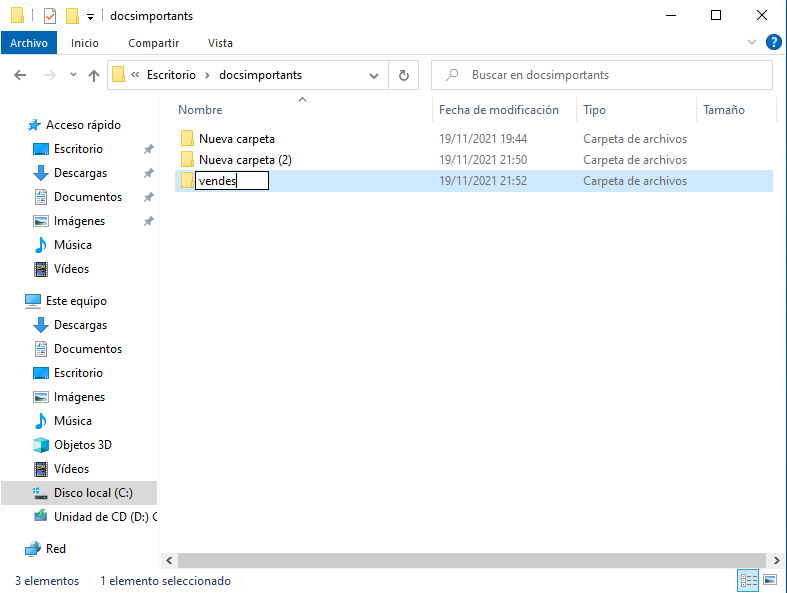 docsimportants
Archivo Inicio Compartir Vista
« Escritorio › docsimportants Buscar en docsimportants
Nombre Fecha de modificación Tipo Tamaño
Nueva carpeta 19/11/2021 19:44 Carpeta de archivos
Nueva carpeta (2) 19/11/2021 21:50 Carpeta de archivos
vendes 19/11/2021 21:52 Carpeta de archivos
Acceso rápido
Escritorio
Descargas
Documentos
Imágenes
Música
Vídeos
Este equipo
Descargas
Documentos
Escritorio
Imágenes
Música
Objetos 3D
Vídeos
Disco local (C:)
Unidad de CD (D:) C
Red
3 elementos 1 elemento seleccionado